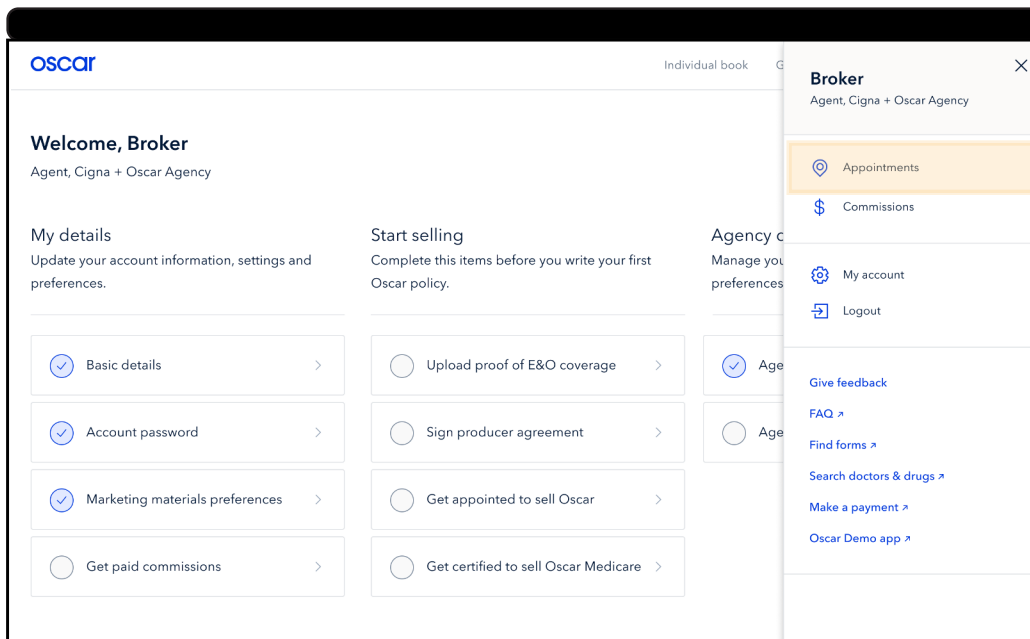 oscar
Individual book
Welcome, Broker
Agent, Cigna + Oscar Agency
My details
Update your account information, settings and
preferences.
Basic details
Account password
Marketing materials preferences
Get paid commissions
Start selling
Complete this items before you write your first
Oscar policy.
Upload proof of E&O coverage
Sign producer agreement
Get appointed to sell Oscar
Get certified to sell Oscar Medicare
Agency
Manage
preferences
Broker
Agent, Cigna + Oscar Agency
Appointments
$ Commissions
My account
Logout
Give feedback
FAQ ↗
Find forms ↗
Search doctors & drugs ↗
Make a payment ↗
Oscar Demo app ↗